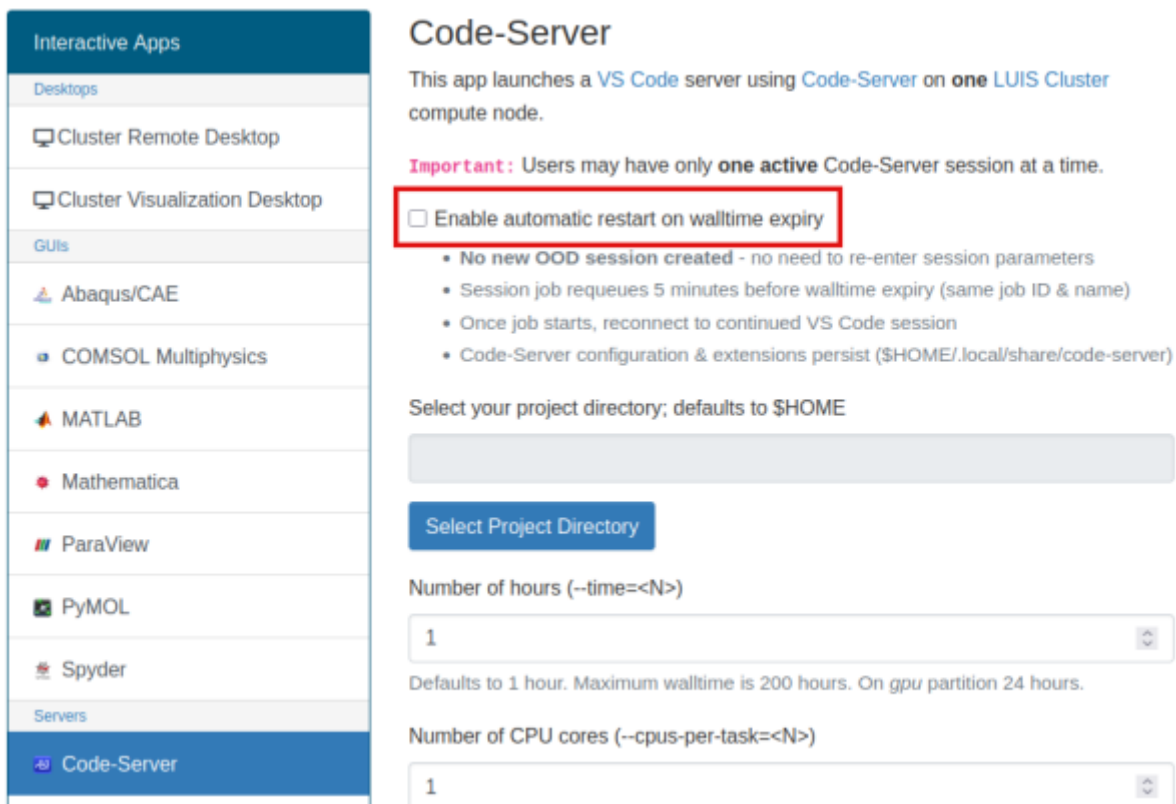 Interactive Apps
Desktops
Cluster Remote Desktop
Cluster Visualization Desktop
GUIs
Abaqus/CAE
COMSOL Multiphysics
MATLAB
Mathematica
ParaView
PyMOL
Spyder
Servers
Code-Server
Code-Server
This app launches a VS Code server using Code-Server on one LUIS Cluster
compute node.
Important: Users may have only one active Code-Server session at a time.
Enable automatic restart on walltime expiry
• No new OOD session created - no need to re-enter session parameters
• Session job requeues 5 minutes before walltime expiry (same job ID & name)
• Once job starts, reconnect to continued VS Code session
• Code-Server configuration & extensions persist ($HOME/.local/share/code-server)
Select your project directory; defaults to $HOME
Select Project Directory
Number of hours (--time=<N>)
1
Defaults to 1 hour. Maximum walltime is 200 hours. On gpu partition 24 hours.
Number of CPU cores (--cpus-per-task=<N>)
1